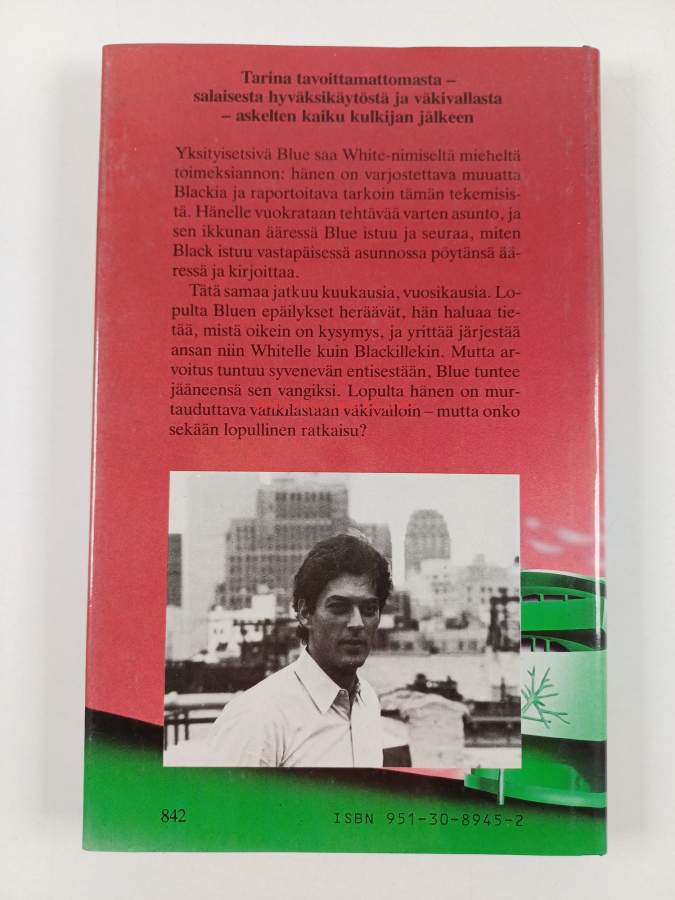 Tarina tavoittamattomasta –
salaisesta hyväksikäytöstä ja väkivallasta
– askelten kaiku kulkijan jälkeen
Yksityisetsivä Blue saa White-nimiseltä mieheltä
toimeksiannon: hänen on varjostettava muuatta
Blackia ja raportoitava tarkoin tämän tekemisis-
tä. Hänelle vuokrataan tehtävää varten asunto, ja
sen ikkunan ääressä Blue istuu ja seuraa, miten
Black istuu vastapäisessä asunnossa pöytänsä ää-
ressä ja kirjoittaa.
Tätä samaa jatkuu kuukausia, vuosikausia. Lo-
pulta Bluen epäilykset heräävät, hän haluaa tie-
tää, mistä oikein on kysymys, ja yrittää järjestää
ansan niin Whitelle kuin Blackillekin. Mutta ar-
voitus tuntuu syvenevän entisestään, Blue tuntee
jääneensä sen vangiksi. Lopulta hänen on mur-
tauduttava vankilastaan väkivalloin – mutta onko
sekään lopullinen ratkaisu?
842
ISBN 951-30-8945-2